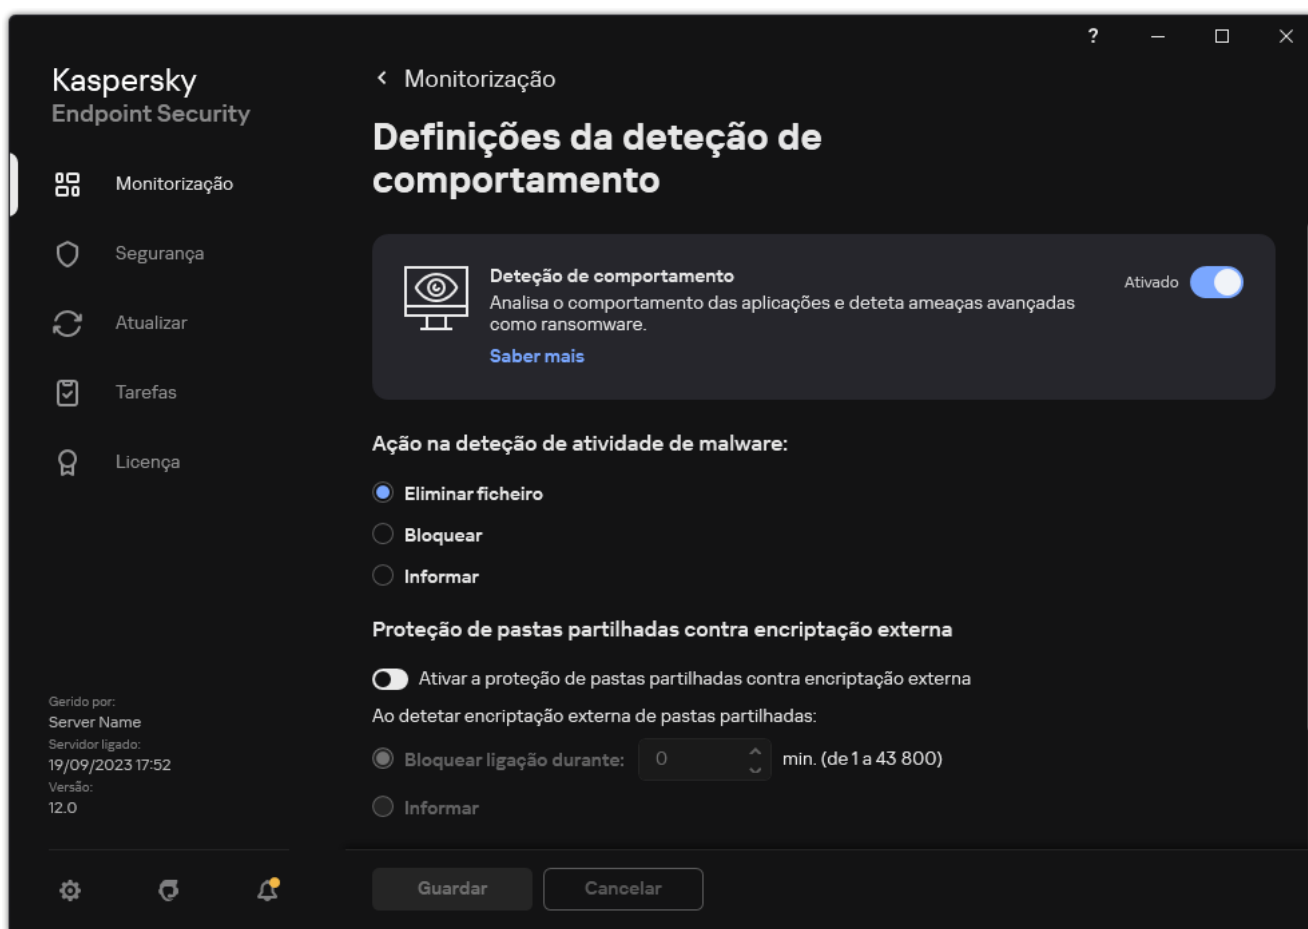 ?
Kaspersky
Endpoint Security
Monitorização
Segurança
Atualizar
Tarefas
Licença
Gerido por:
Server Name
Servidor ligado:
19/09/2023 17:52
Versão:
12.0
Monitorização
Definições da deteção de
comportamento
Deteção de comportamento
Analisa o comportamento das aplicações e deteta ameaças avançadas
como ransomware.
Saber mais
Ativado
Ação na deteção de atividade de malware:
Eliminar ficheiro
Bloquear
Informar
Proteção de pastas partilhadas contra encriptação externa
Ativar a proteção de pastas partilhadas contra encriptação externa
Ao detetar encriptação externa de pastas partilhadas:
Bloquear ligação durante: 0 min. (de 1 a 43 800)
Informar
Guardar Cancelar